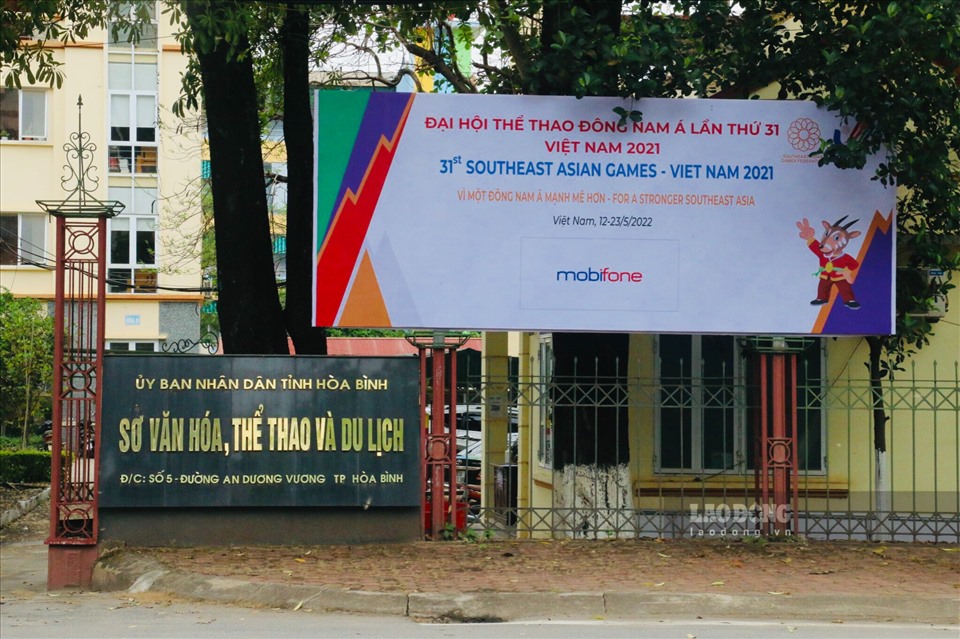 ĐẠI HỘI THỂ THAO ĐÔNG NAM Á LẦN THỨ 31
VIỆT NAM 2021
31st SOUTHEAST ASIAN GAMES - VIET NAM 2021
VÌ MỘT ĐÔNG NAM Á MẠNH MẼ HƠN - FOR A STRONGER SOUTHEAST ASIA
Việt Nam, 12-23/5/2022
mobifone
ỦY BAN NHÂN DÂN TỈNH HÒA BÌNH
SỞ VĂN HÓA, THỂ THAO VÀ DU LỊCH
Đ/C: SỐ 5 - ĐƯỜNG AN DƯƠNG VƯƠNG TP HÒA BÌNH
LAO ĐỘNG
laodong.vn